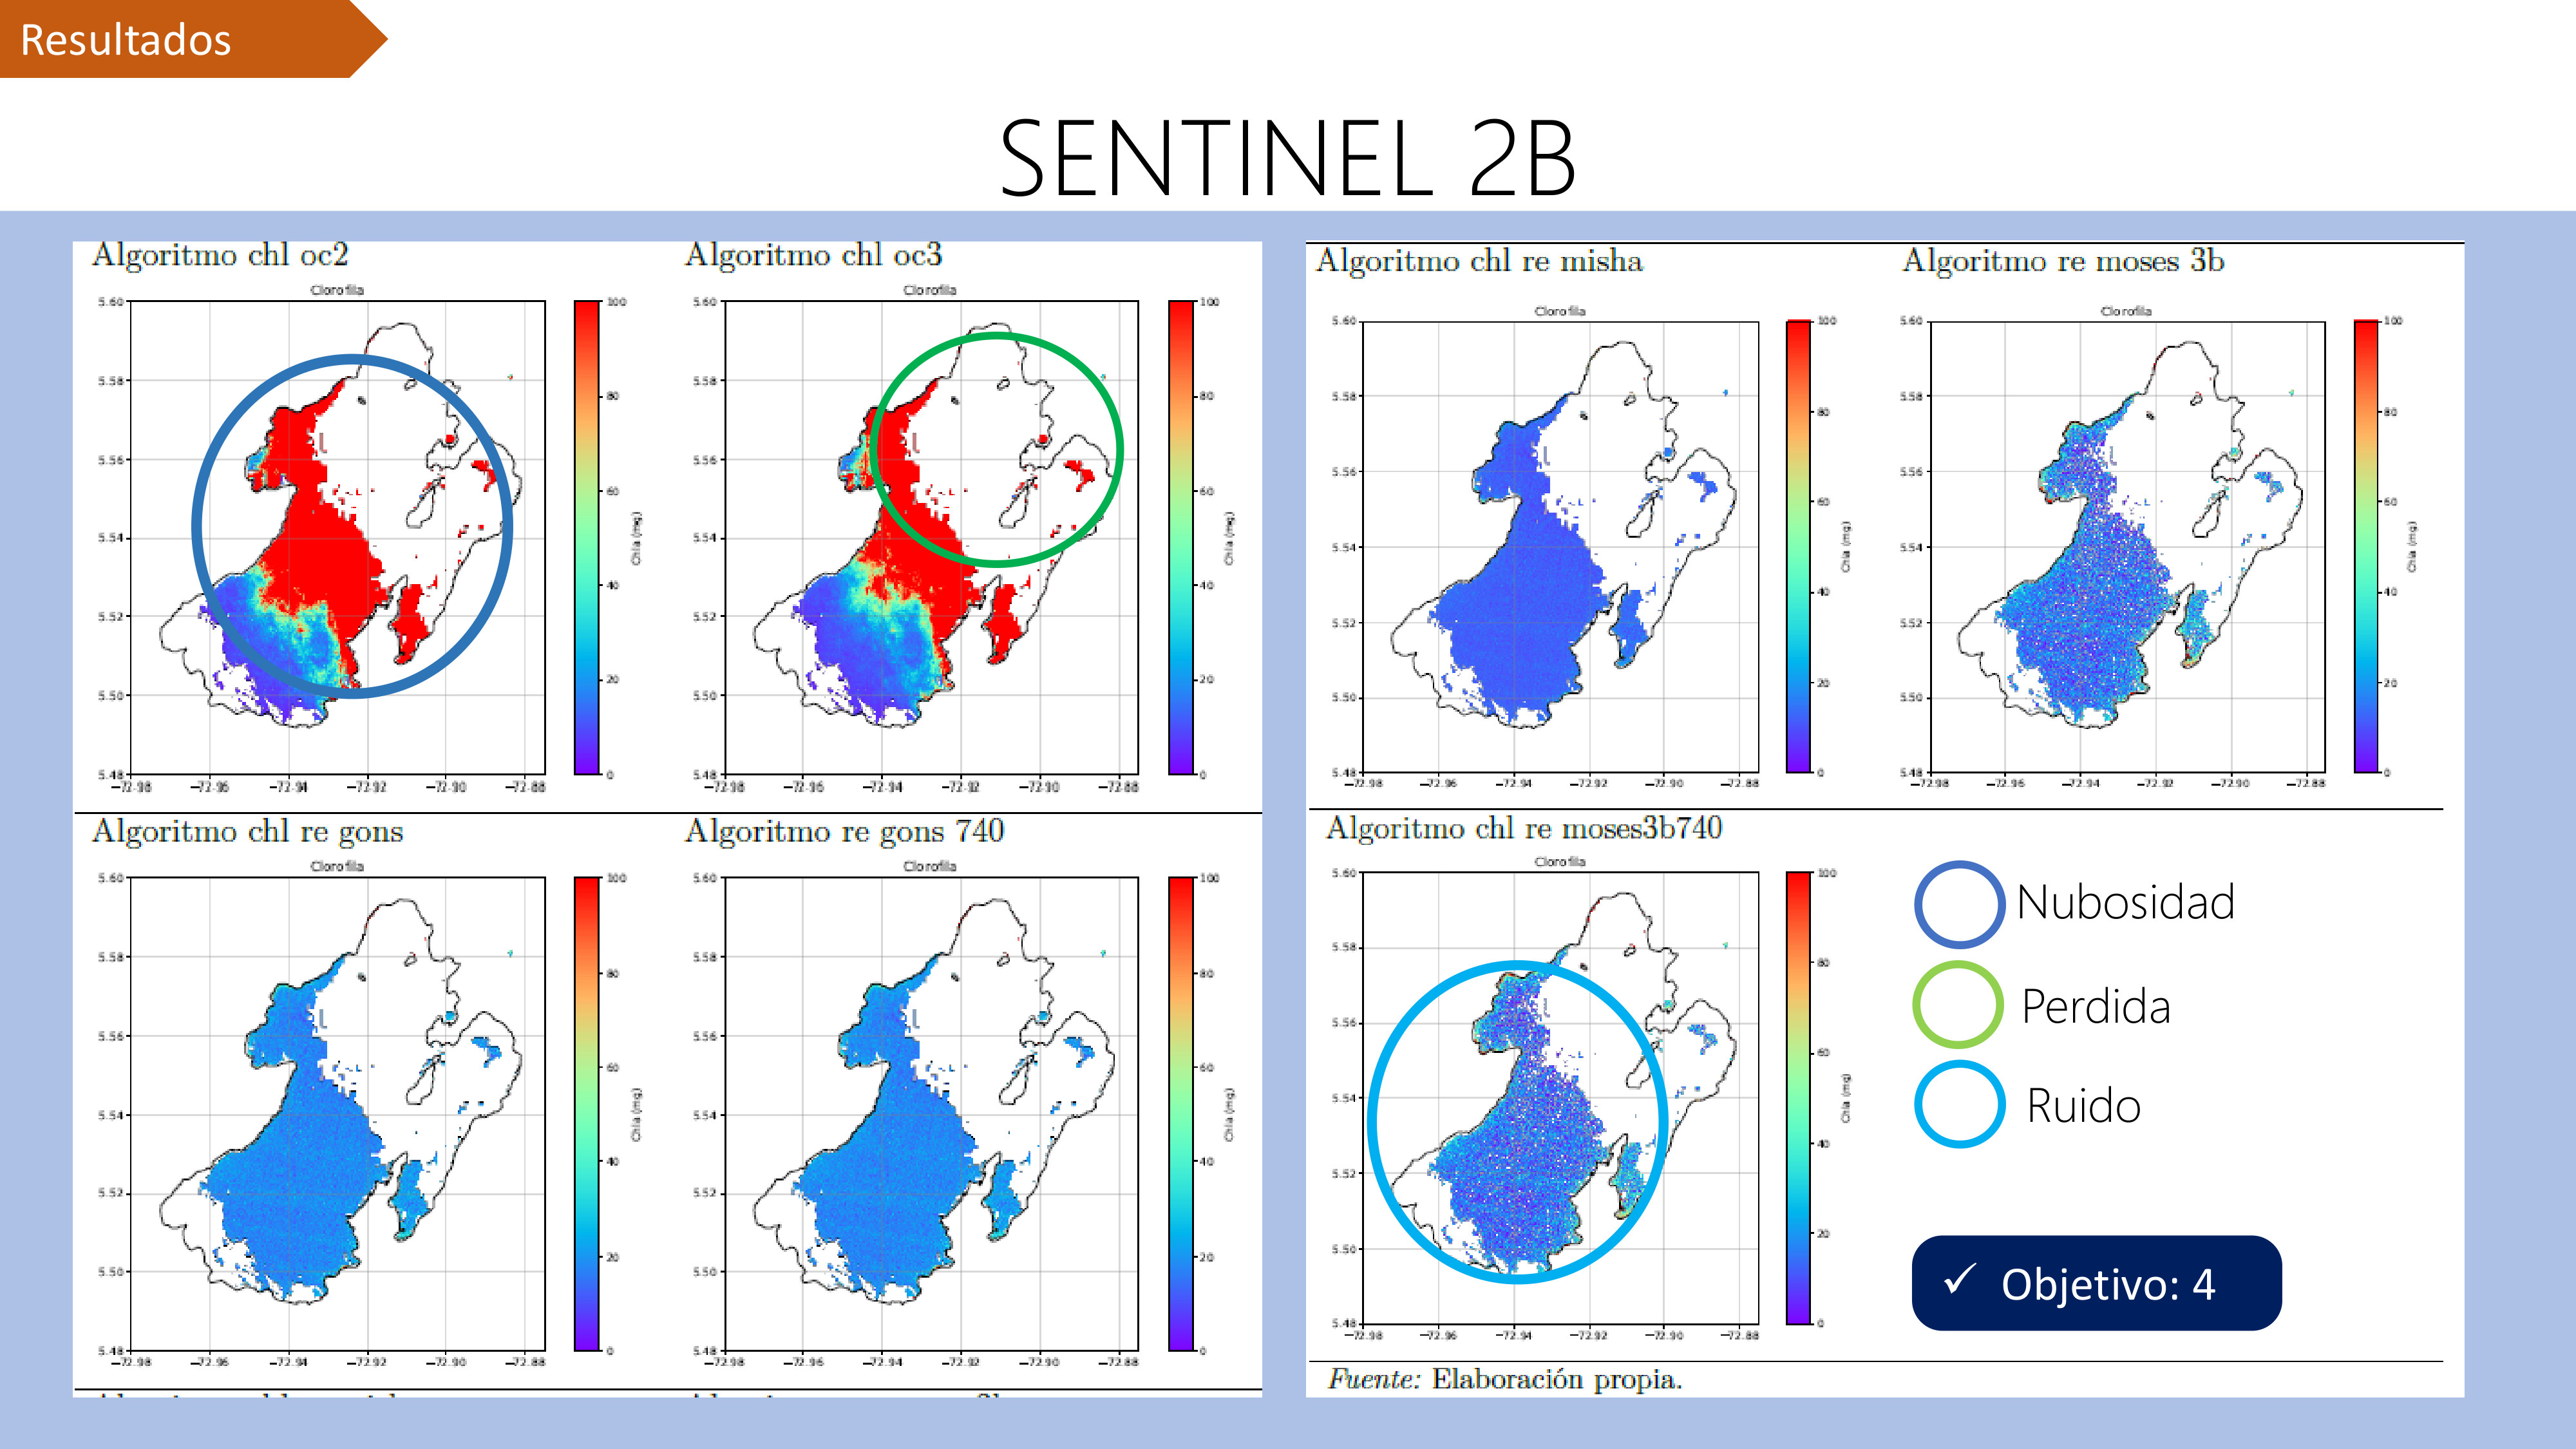 Resultados
SENTINEL 2B
Algoritmo chl oc2
Clorofila
5.60
5.58
5.56
5.54
5.52
5.50
5.48
−72.98 −72.96 −72.94 −72.92 −72.90 −72.88
100
80
60
40
20
0
Chla (mg)
Algoritmo chl oc3
Clorofila
5.60
5.58
5.56
5.54
5.52
5.50
5.48
−72.98 −72.96 −72.94 −72.92 −72.90 −72.88
100
80
60
40
20
0
Chla (mg)
Algoritmo chl re gons
Clorofila
5.60
5.58
5.56
5.54
5.52
5.50
5.48
−72.98 −72.96 −72.94 −72.92 −72.90 −72.88
100
80
60
40
20
0
Chla (mg)
Algoritmo re gons 740
Clorofila
5.60
5.58
5.56
5.54
5.52
5.50
5.48
−72.98 −72.96 −72.94 −72.92 −72.90 −72.88
100
80
60
40
20
0
Chla (mg)
Algoritmo chl re misha
Clorofila
5.60
5.58
5.56
5.54
5.52
5.50
5.48
−72.98 −72.96 −72.94 −72.92 −72.90 −72.88
100
80
60
40
20
0
Chla (mg)
Algoritmo re moses 3b
Clorofila
5.60
5.58
5.56
5.54
5.52
5.50
5.48
−72.98 −72.96 −72.94 −72.92 −72.90 −72.88
100
80
60
40
20
0
Chla (mg)
Algoritmo chl re moses3b740
Clorofila
5.60
5.58
5.56
5.54
5.52
5.50
5.48
−72.98 −72.96 −72.94 −72.92 −72.90 −72.88
100
80
60
40
20
0
Chla (mg)
Nubosidad
Perdida
Ruido
✓ Objetivo: 4
Fuente: Elaboración propia.